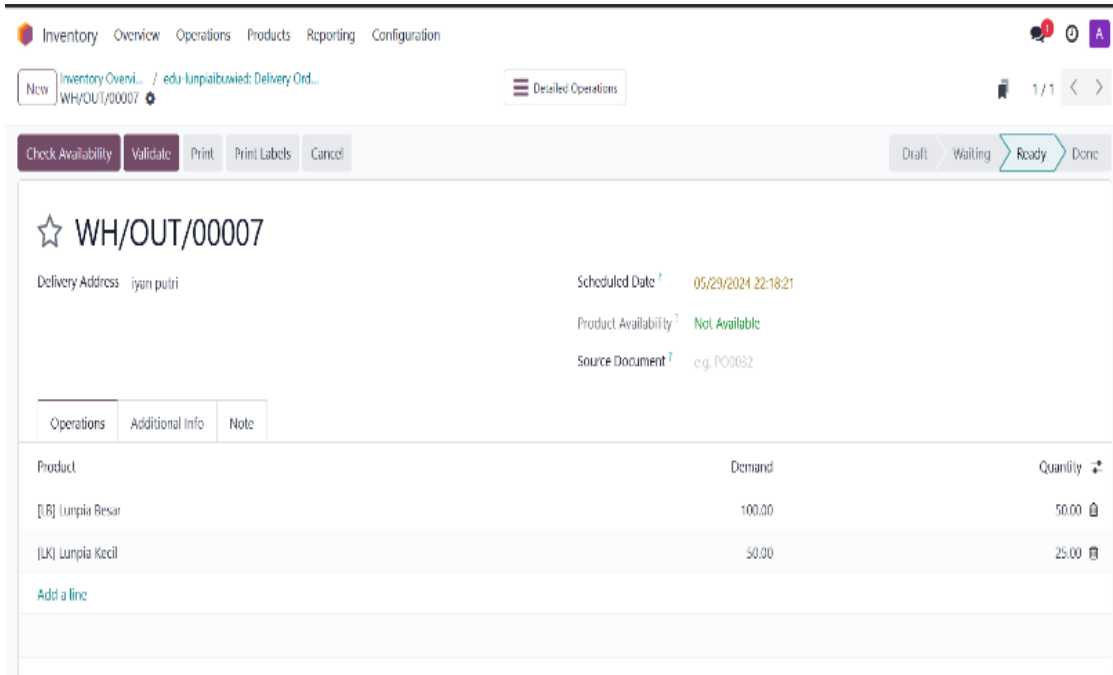 Inventory Overview Operations Products Reporting Configuration 1 A
New Inventory Overvi... / edu-lunpiaibuwied: Delivery Ord... Detailed Operations 1/1
WH/OUT/00007
Check Availability Validate Print Print Labels Cancel Draft Waiting Ready Done
WH/OUT/00007
Delivery Address iyan putri Scheduled Date ? 05/29/2024 22:18:21
Product Availability ? Not Available
Source Document ? e.g. PO0032
Operations Additional Info Note
Product Demand Quantity
[LB] Lunpia Besar 100.00 50.00
[LK] Lunpia Kecil 50.00 25.00
Add a line